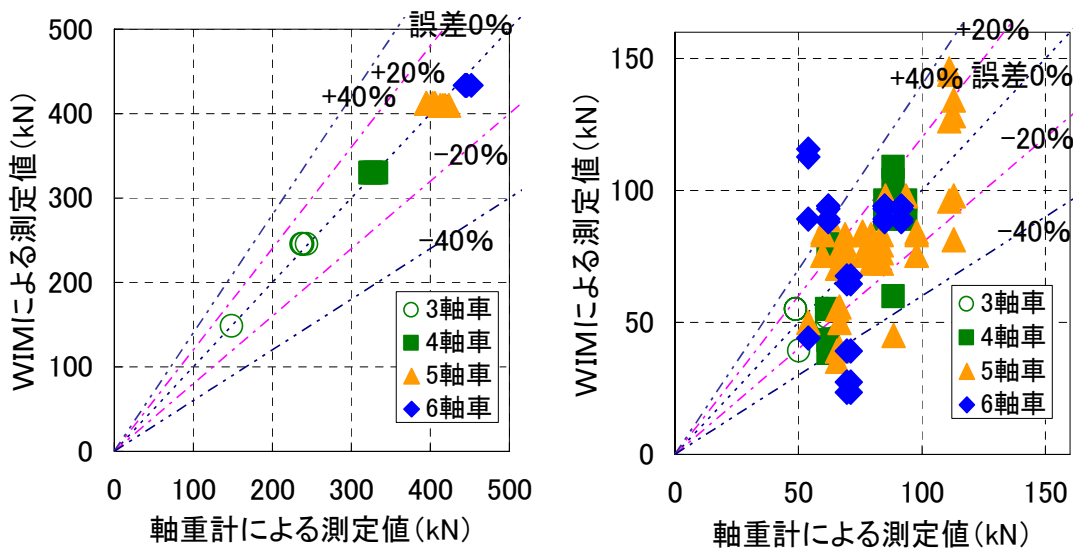 WIMによる測定値(kN)
500
400
300
200
100
0
誤差0%
+20%
+40%
-20%
-40%
○3軸車
■4軸車
▲5軸車
◆6軸車
0 100 200 300 400 500
軸重計による測定値(kN)
WIMによる測定値(kN)
150
100
50
0
+20%
+40%
誤差0%
-20%
-40%
○3軸車
■4軸車
▲5軸車
◆6軸車
0 50 100 150
軸重計による測定値(kN)